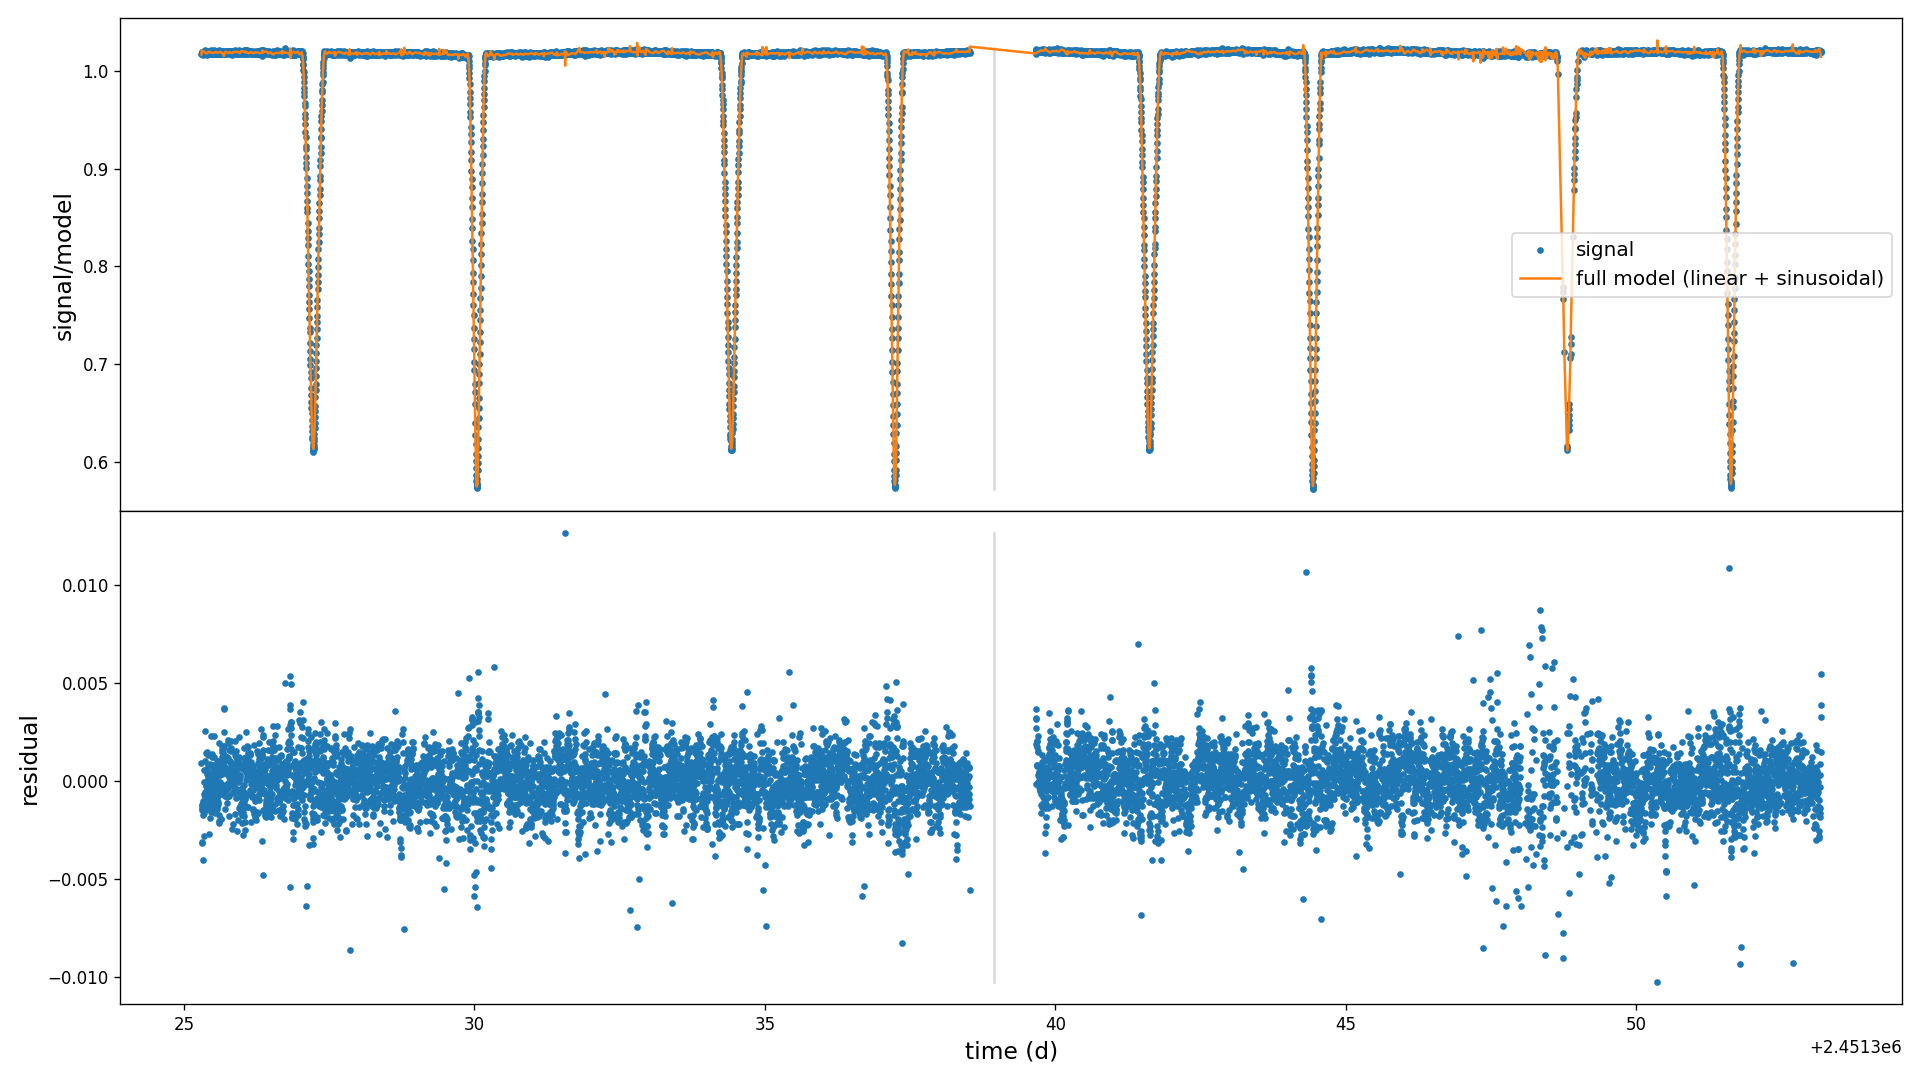 1.0
0.9
0.8
0.7
0.6
signal/model
signal
full model (linear + sinusoidal)
0.010
0.005
0.000
−0.005
−0.010
residual
25 30 35 40 45 50
time (d)
+2.4513e6